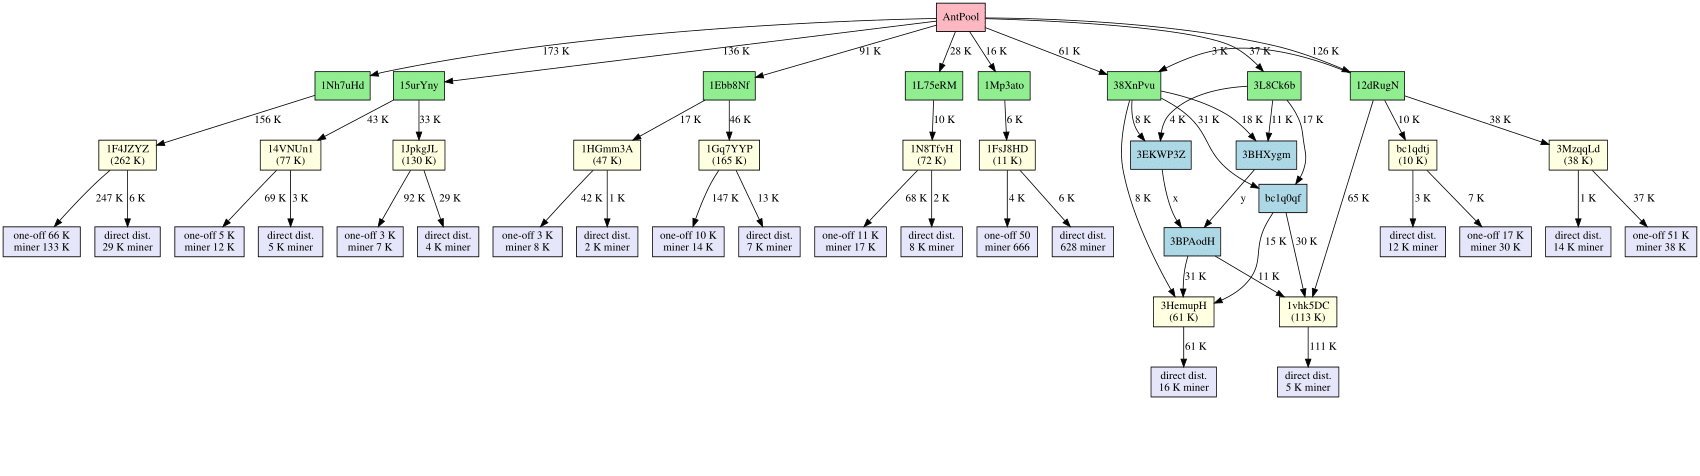 AntPool
173 K
136 K
91 K
28 K
16 K
61 K
3 K
37 K
126 K
1Nh7uHd
15urYny
1Ebb8Nf
1L75eRM
1Mp3ato
38XnPvu
3L8Ck6b
12dRugN
156 K
43 K
33 K
17 K
46 K
10 K
6 K
8 K
4 K
31 K
18 K
11 K
17 K
10 K
38 K
1F4JZYZ
(262 K)
14VNUn1
(77 K)
1JpkgJL
(130 K)
1HGmm3A
(47 K)
1Gq7YYP
(165 K)
1N8TfvH
(72 K)
1FsJ8HD
(11 K)
3EKWP3Z
3BHXygm
bc1qdtj
(10 K)
3MzqqLd
(38 K)
247 K
6 K
69 K
3 K
92 K
29 K
42 K
1 K
147 K
13 K
68 K
2 K
4 K
6 K
8 K
x
y
bc1q0qf
65 K
3 K
7 K
1 K
37 K
one-off 66 K
miner 133 K
direct dist.
29 K miner
one-off 5 K
miner 12 K
direct dist.
5 K miner
one-off 3 K
miner 7 K
direct dist.
4 K miner
one-off 3 K
miner 8 K
direct dist.
2 K miner
one-off 10 K
miner 14 K
direct dist.
7 K miner
one-off 11 K
miner 17 K
direct dist.
8 K miner
one-off 50
miner 666
direct dist.
628 miner
3BPAodH
15 K
30 K
direct dist.
12 K miner
one-off 17 K
miner 30 K
direct dist.
14 K miner
one-off 51 K
miner 38 K
31 K
11 K
3HemupH
(61 K)
1vhk5DC
(113 K)
61 K
111 K
direct dist.
16 K miner
direct dist.
5 K miner